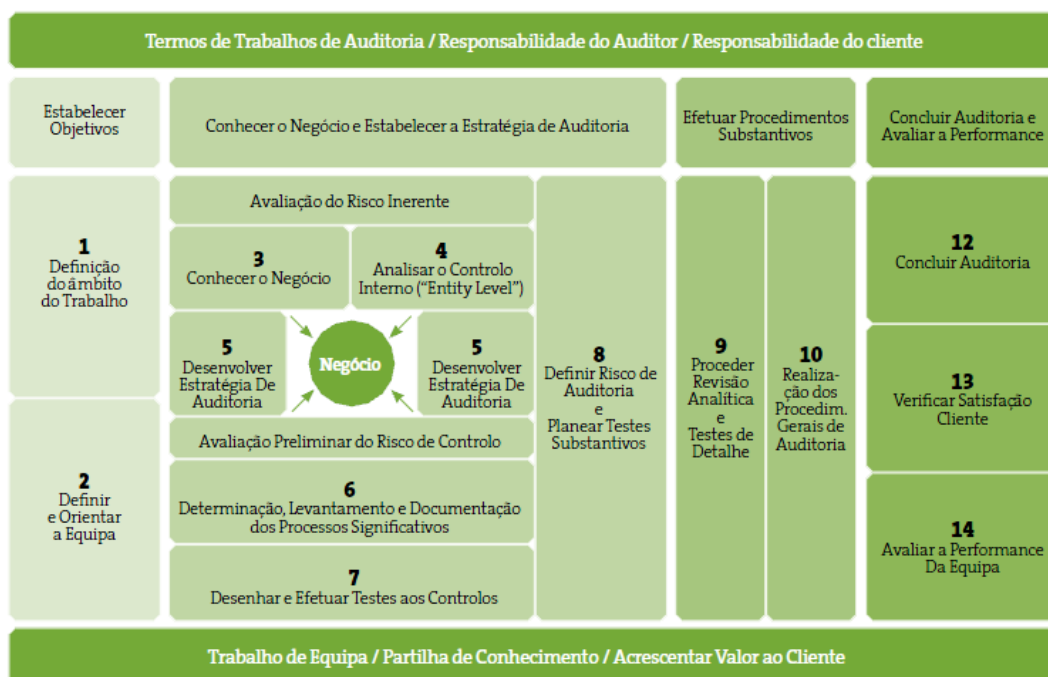 Termos de Trabalhos de Auditoria / Responsabilidade do Auditor / Responsabilidade do cliente
Estabelecer
Objetivos
Conhecer o Negócio e Estabelecer a Estratégia de Auditoria
Efetuar Procedimentos
Substantivos
Concluir Auditoria e
Avaliar a Performance
1
Definição
do âmbito
do Trabalho
2
Definir
e Orientar
a Equipa
Avaliação do Risco Inerente
3
Conhecer o Negócio
4
Analisar o Controlo
Interno (“Entity Level”)
5
Desenvolver
Estratégia De
Auditoria
Negócio
5
Desenvolver
Estratégia De
Auditoria
Avaliação Preliminar do Risco de Controlo
6
Determinação, Levantamento e Documentação
dos Processos Significativos
7
Desenhar e Efetuar Testes aos Controlos
8
Definir Risco de
Auditoria
e
Planear Testes
Substantivos
9
Proceder
Revisão
Analítica
e
Testes de
Detalhe
10
Realiza-
ção dos
Procedim.
Gerais de
Auditoria
12
Concluir Auditoria
13
Verificar Satisfação
Cliente
14
Avaliar a Performance
Da Equipa
Trabalho de Equipa / Partilha de Conhecimento / Acrescentar Valor ao Cliente